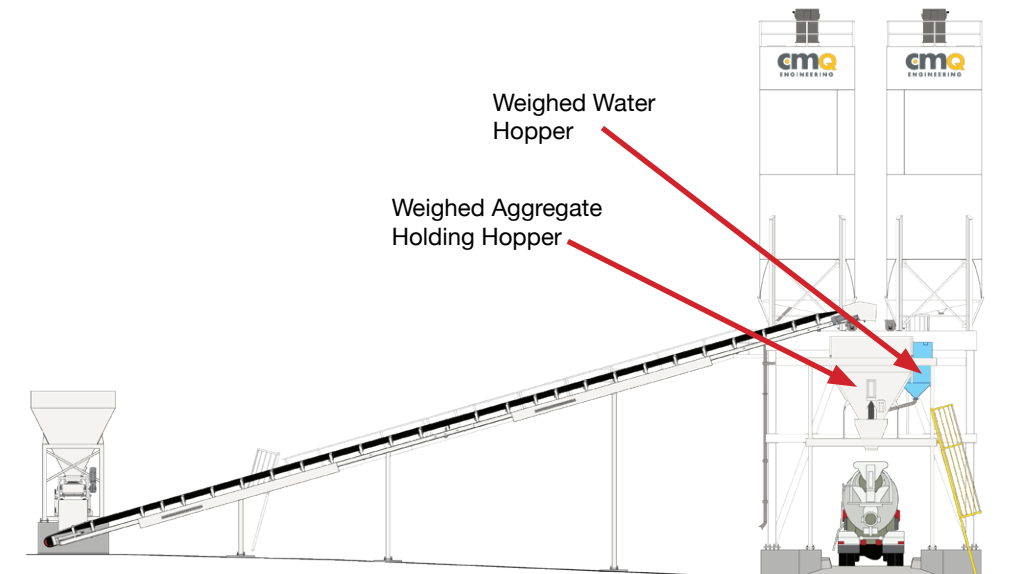 cmQ
ENGINEERING
cmQ
ENGINEERING
Weighed Water
Hopper
Weighed Aggregate
Holding Hopper